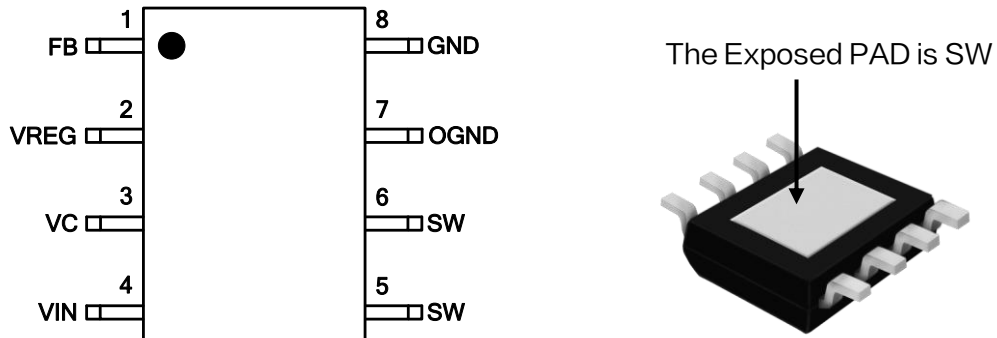 1 8
FB GND
The Exposed PAD is SW
2 7
VREG OGND
3 6
VC SW
4 5
VIN SW